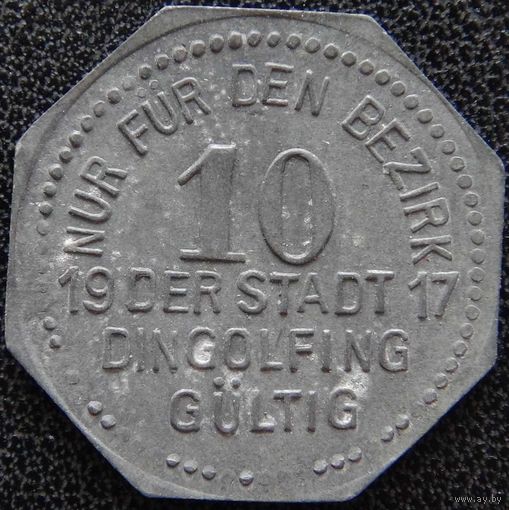 NUR FÜR DEN BEZIRK
10
19 DER STADT 17
DINGOLFING
GÜLTIG
www.ay.by